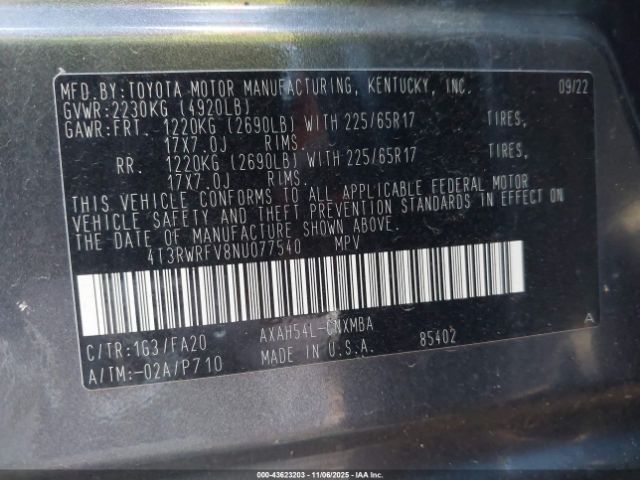 MFD.BY:TOYOTA MOTOR MANUFACTURING, KENTUCKY, INC. 09/22
GVWR:2230KG (4920LB)
GAWR:FRT. 1220KG (2690LB) WITH 225/65R17 TIRES,
17X7.0J RIMS.
RR. 1220KG (2690LB) WITH 225/65R17 TIRES,
17X7.0J RIMS.
THIS VEHICLE CONFORMS TO ALL APPLICABLE FEDERAL MOTOR
VEHICLE SAFETY AND THEFT PREVENTION STANDARDS IN EFFECT ON
THE DATE OF MANUFACTURE SHOWN ABOVE.
4T3RWRFV8NU077540 MPV
C/TR:1G3/FA20 AXAH54L-CNXMBA 85402 A
A/TM:-02A/P710 MADE IN U.S.A.
000-43623203 - 11/06/2025 - IAAI.COM